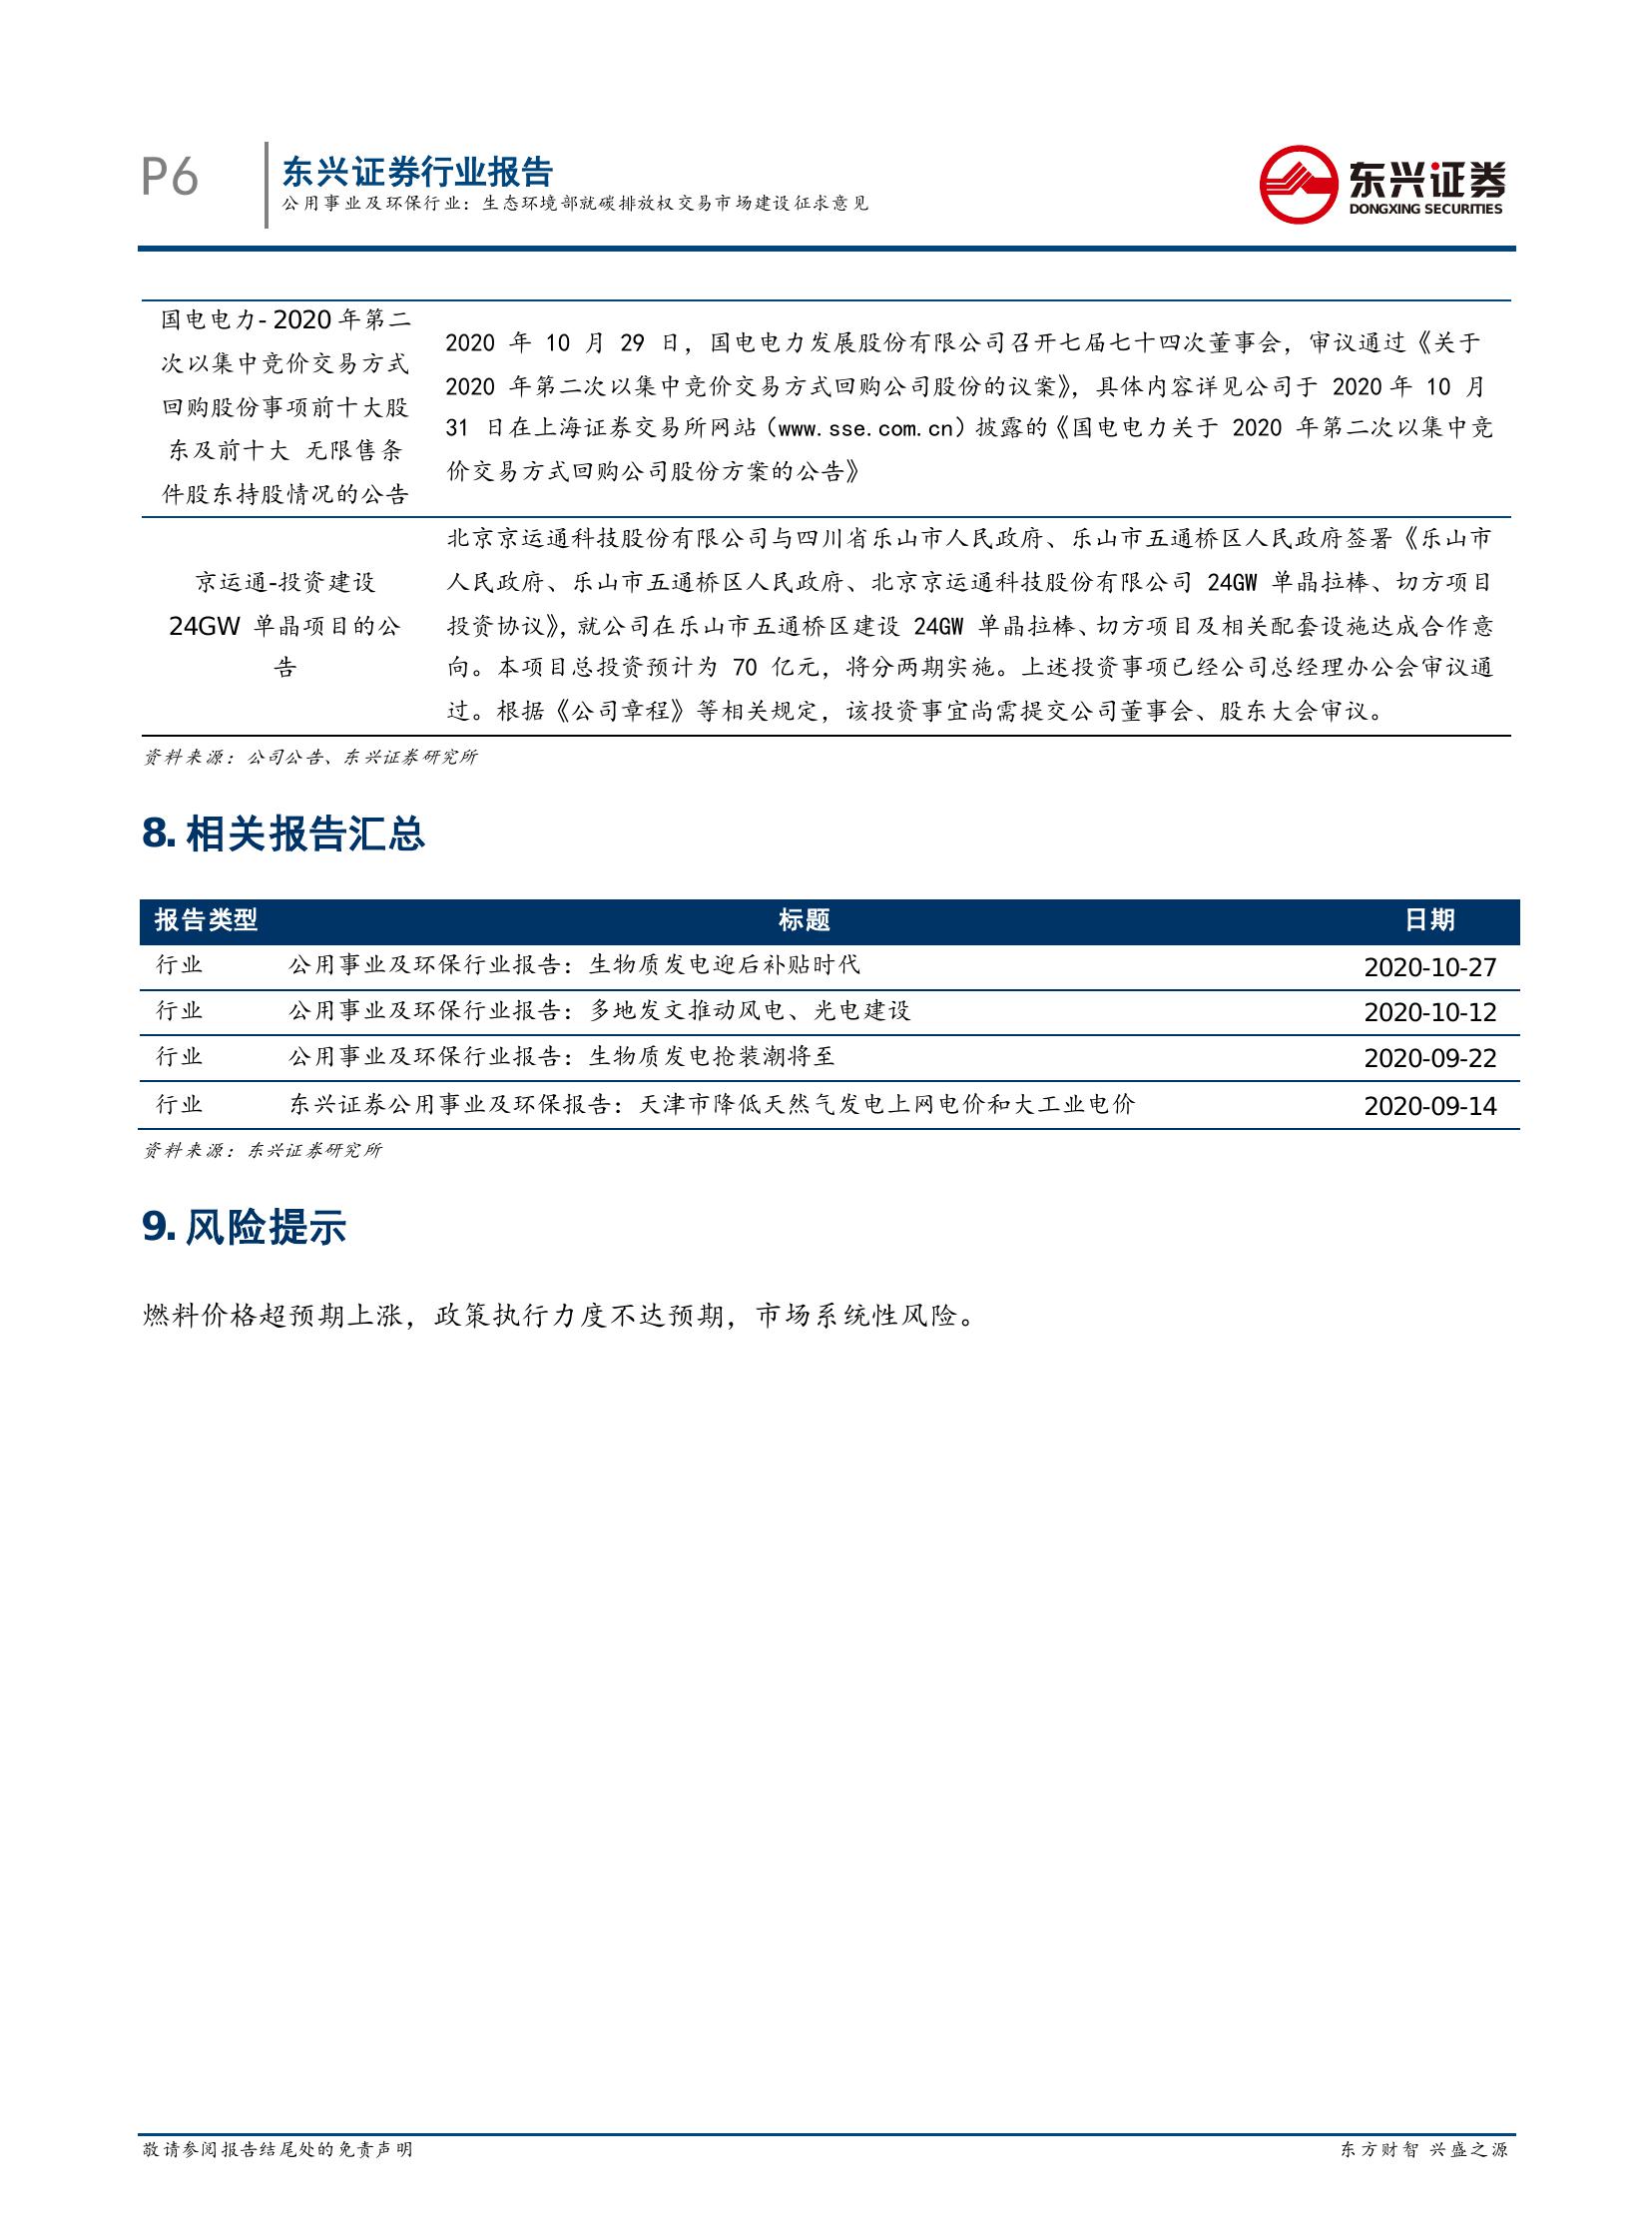 P6
东兴证券行业报告
公用事业及环保行业：生态环境部就碳排放权交易市场建设征求意见
东兴证券
DONGXING SECURITIES
国电电力- 2020 年第二
次以集中竞价交易方式
回购股份事项前十大股
东及前十大 无限售条
件股东持股情况的公告
2020 年 10 月 29 日，国电电力发展股份有限公司召开七届七十四次董事会，审议通过《关于
2020 年第二次以集中竞价交易方式回购公司股份的议案》，具体内容详见公司于 2020 年 10 月
31 日在上海证券交易所网站（www.sse.com.cn）披露的《国电电力关于 2020 年第二次以集中竞
价交易方式回购公司股份方案的公告》
京运通-投资建设
24GW 单晶项目的公
告
北京京运通科技股份有限公司与四川省乐山市人民政府、乐山市五通桥区人民政府签署《乐山市
人民政府、乐山市五通桥区人民政府、北京京运通科技股份有限公司 24GW 单晶拉棒、切方项目
投资协议》，就公司在乐山市五通桥区建设 24GW 单晶拉棒、切方项目及相关配套设施达成合作意
向。本项目总投资预计为 70 亿元，将分两期实施。上述投资事项已经公司总经理办公会审议通
过。根据《公司章程》等相关规定，该投资事宜尚需提交公司董事会、股东大会审议。
资料来源：公司公告、东兴证券研究所
8. 相关报告汇总
报告类型 标题 日期
行业 公用事业及环保行业报告：生物质发电迎后补贴时代 2020-10-27
行业 公用事业及环保行业报告：多地发文推动风电、光电建设 2020-10-12
行业 公用事业及环保行业报告：生物质发电抢装潮将至 2020-09-22
行业 东兴证券公用事业及环保报告：天津市降低天然气发电上网电价和大工业电价 2020-09-14
资料来源：东兴证券研究所
9. 风险提示
燃料价格超预期上涨，政策执行力度不达预期，市场系统性风险。
敬请参阅报告结尾处的免责声明 东方财智 兴盛之源